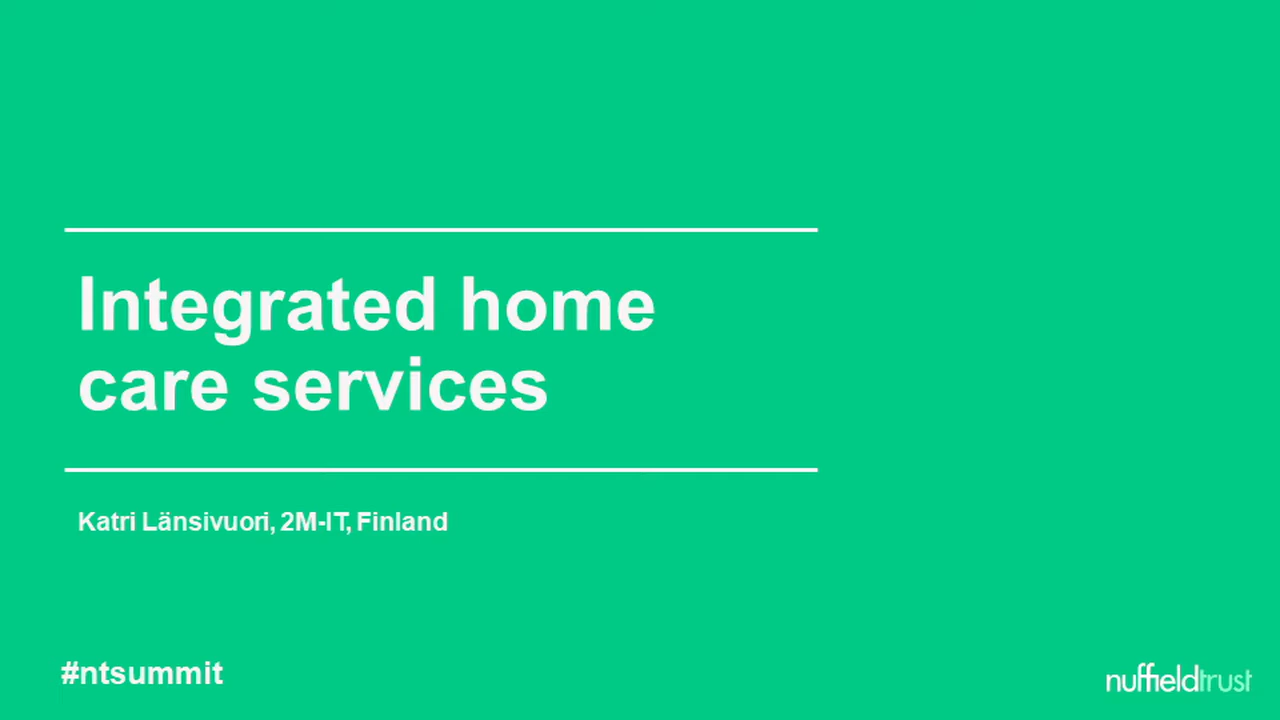 Integrated home
care services
Katri Länsivuori, 2M-IT, Finland
#ntsummit
nuffieldtrust